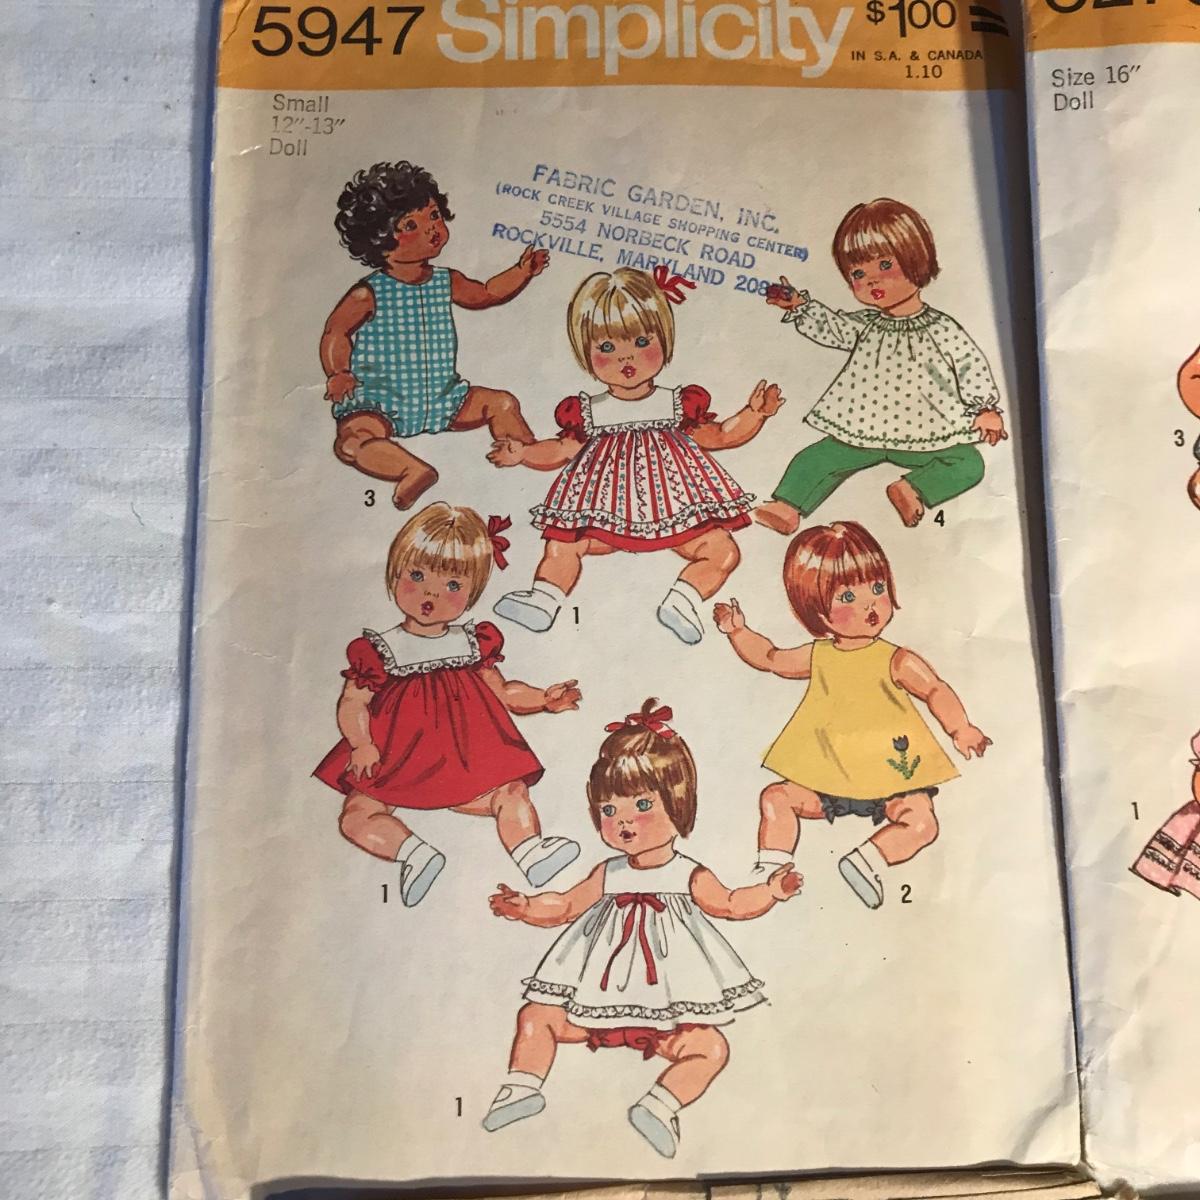 5947 Simplicity $1.00
IN S.A. & CANADA
1.10
Small
12"-13"
Doll
FABRIC GARDEN, INC.
(ROCK CREEK VILLAGE SHOPPING CENTER)
5554 NORBECK ROAD
ROCKVILLE, MARYLAND
3
4
1
1
2
1
Size 16"
Doll
3
1